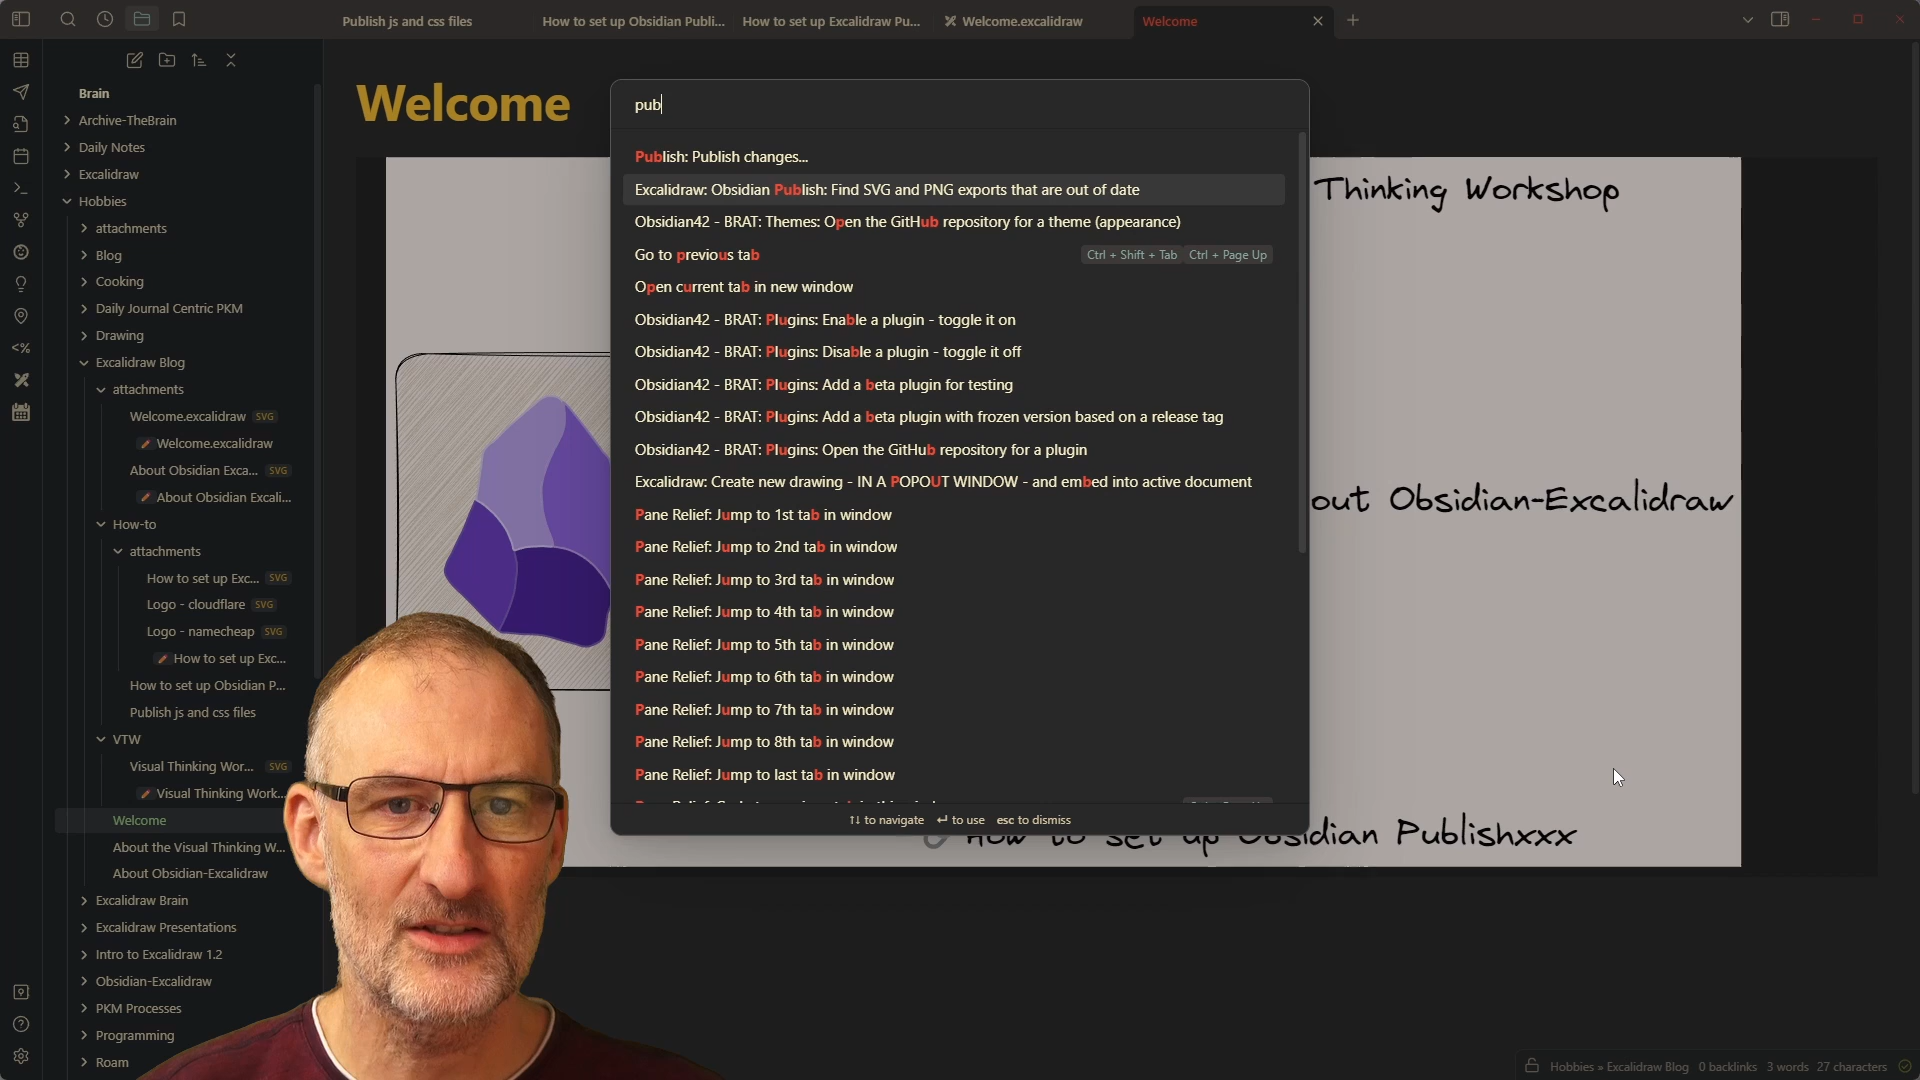 Publish js and css files
How to set up Obsidian Publi...
How to set up Excalidraw Pu...
Welcome.excalidraw
Welcome
Brain
Archive-TheBrain
Daily Notes
Excalidraw
Hobbies
attachments
Blog
Cooking
Daily Journal Centric PKM
Drawing
Excalidraw Blog
attachments
Welcome.excalidraw SVG
Welcome.excalidraw
About Obsidian Exca... SVG
About Obsidian Excali...
How-to
attachments
How to set up Exc... SVG
Logo - cloudflare SVG
Logo - namecheap SVG
How to set up Exc...
How to set up Obsidian P...
Publish js and css files
VTW
Visual Thinking Wor... SVG
Visual Thinking Work...
Welcome
About the Visual Thinking W...
About Obsidian-Excalidraw
Excalidraw Brain
Excalidraw Presentations
Intro to Excalidraw 1.2
Obsidian-Excalidraw
PKM Processes
Programming
Roam
Welcome
pub
Publish: Publish changes...
Excalidraw: Obsidian Publish: Find SVG and PNG exports that are out of date
Obsidian42 - BRAT: Themes: Open the GitHub repository for a theme (appearance)
Go to previous tab Ctrl + Shift + Tab Ctrl + Page Up
Open current tab in new window
Obsidian42 - BRAT: Plugins: Enable a plugin - toggle it on
Obsidian42 - BRAT: Plugins: Disable a plugin - toggle it off
Obsidian42 - BRAT: Plugins: Add a beta plugin for testing
Obsidian42 - BRAT: Plugins: Add a beta plugin with frozen version based on a release tag
Obsidian42 - BRAT: Plugins: Open the GitHub repository for a plugin
Excalidraw: Create new drawing - IN A POPOUT WINDOW - and embed into active document
Pane Relief: Jump to 1st tab in window
Pane Relief: Jump to 2nd tab in window
Pane Relief: Jump to 3rd tab in window
Pane Relief: Jump to 4th tab in window
Pane Relief: Jump to 5th tab in window
Pane Relief: Jump to 6th tab in window
Pane Relief: Jump to 7th tab in window
Pane Relief: Jump to 8th tab in window
Pane Relief: Jump to last tab in window
↑↓ to navigate ↵ to use esc to dismiss
Thinking Workshop
out Obsidian-Excalidraw
How to set up Obsidian Publishxxx
Hobbies » Excalidraw Blog 0 backlinks 3 words 27 characters